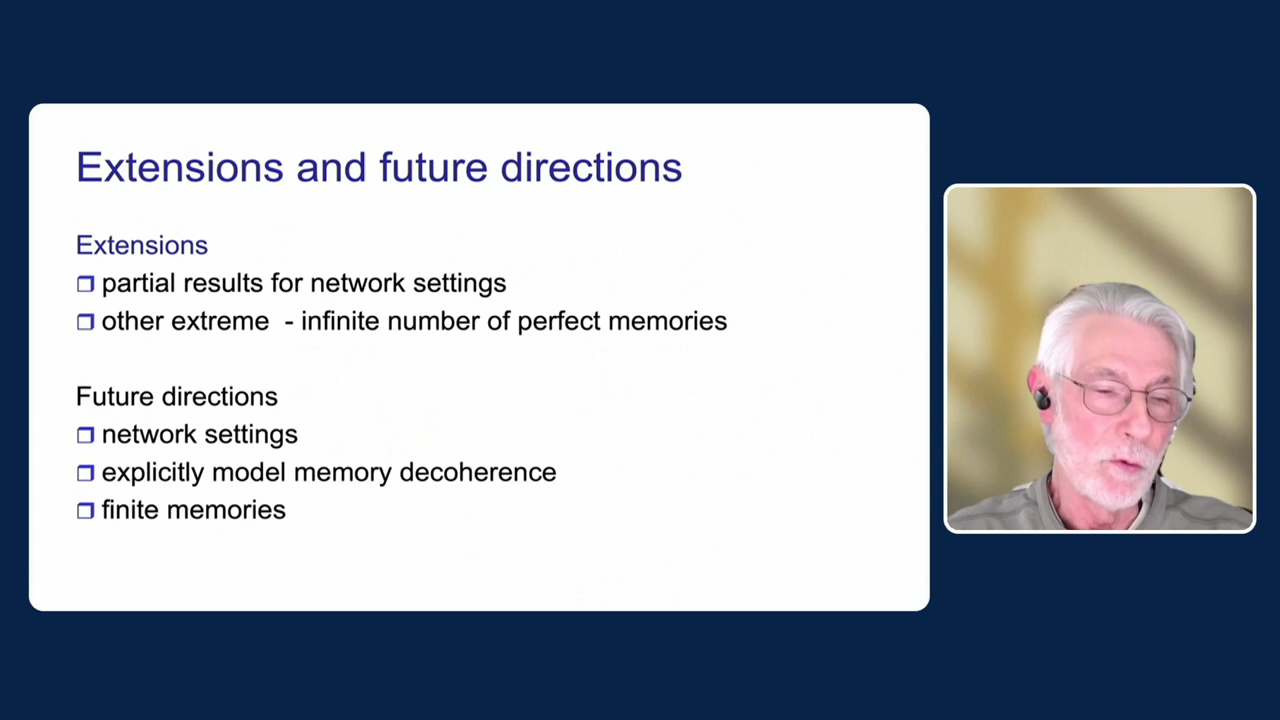 Extensions and future directions
Extensions
partial results for network settings
other extreme - infinite number of perfect memories
Future directions
network settings
explicitly model memory decoherence
finite memories